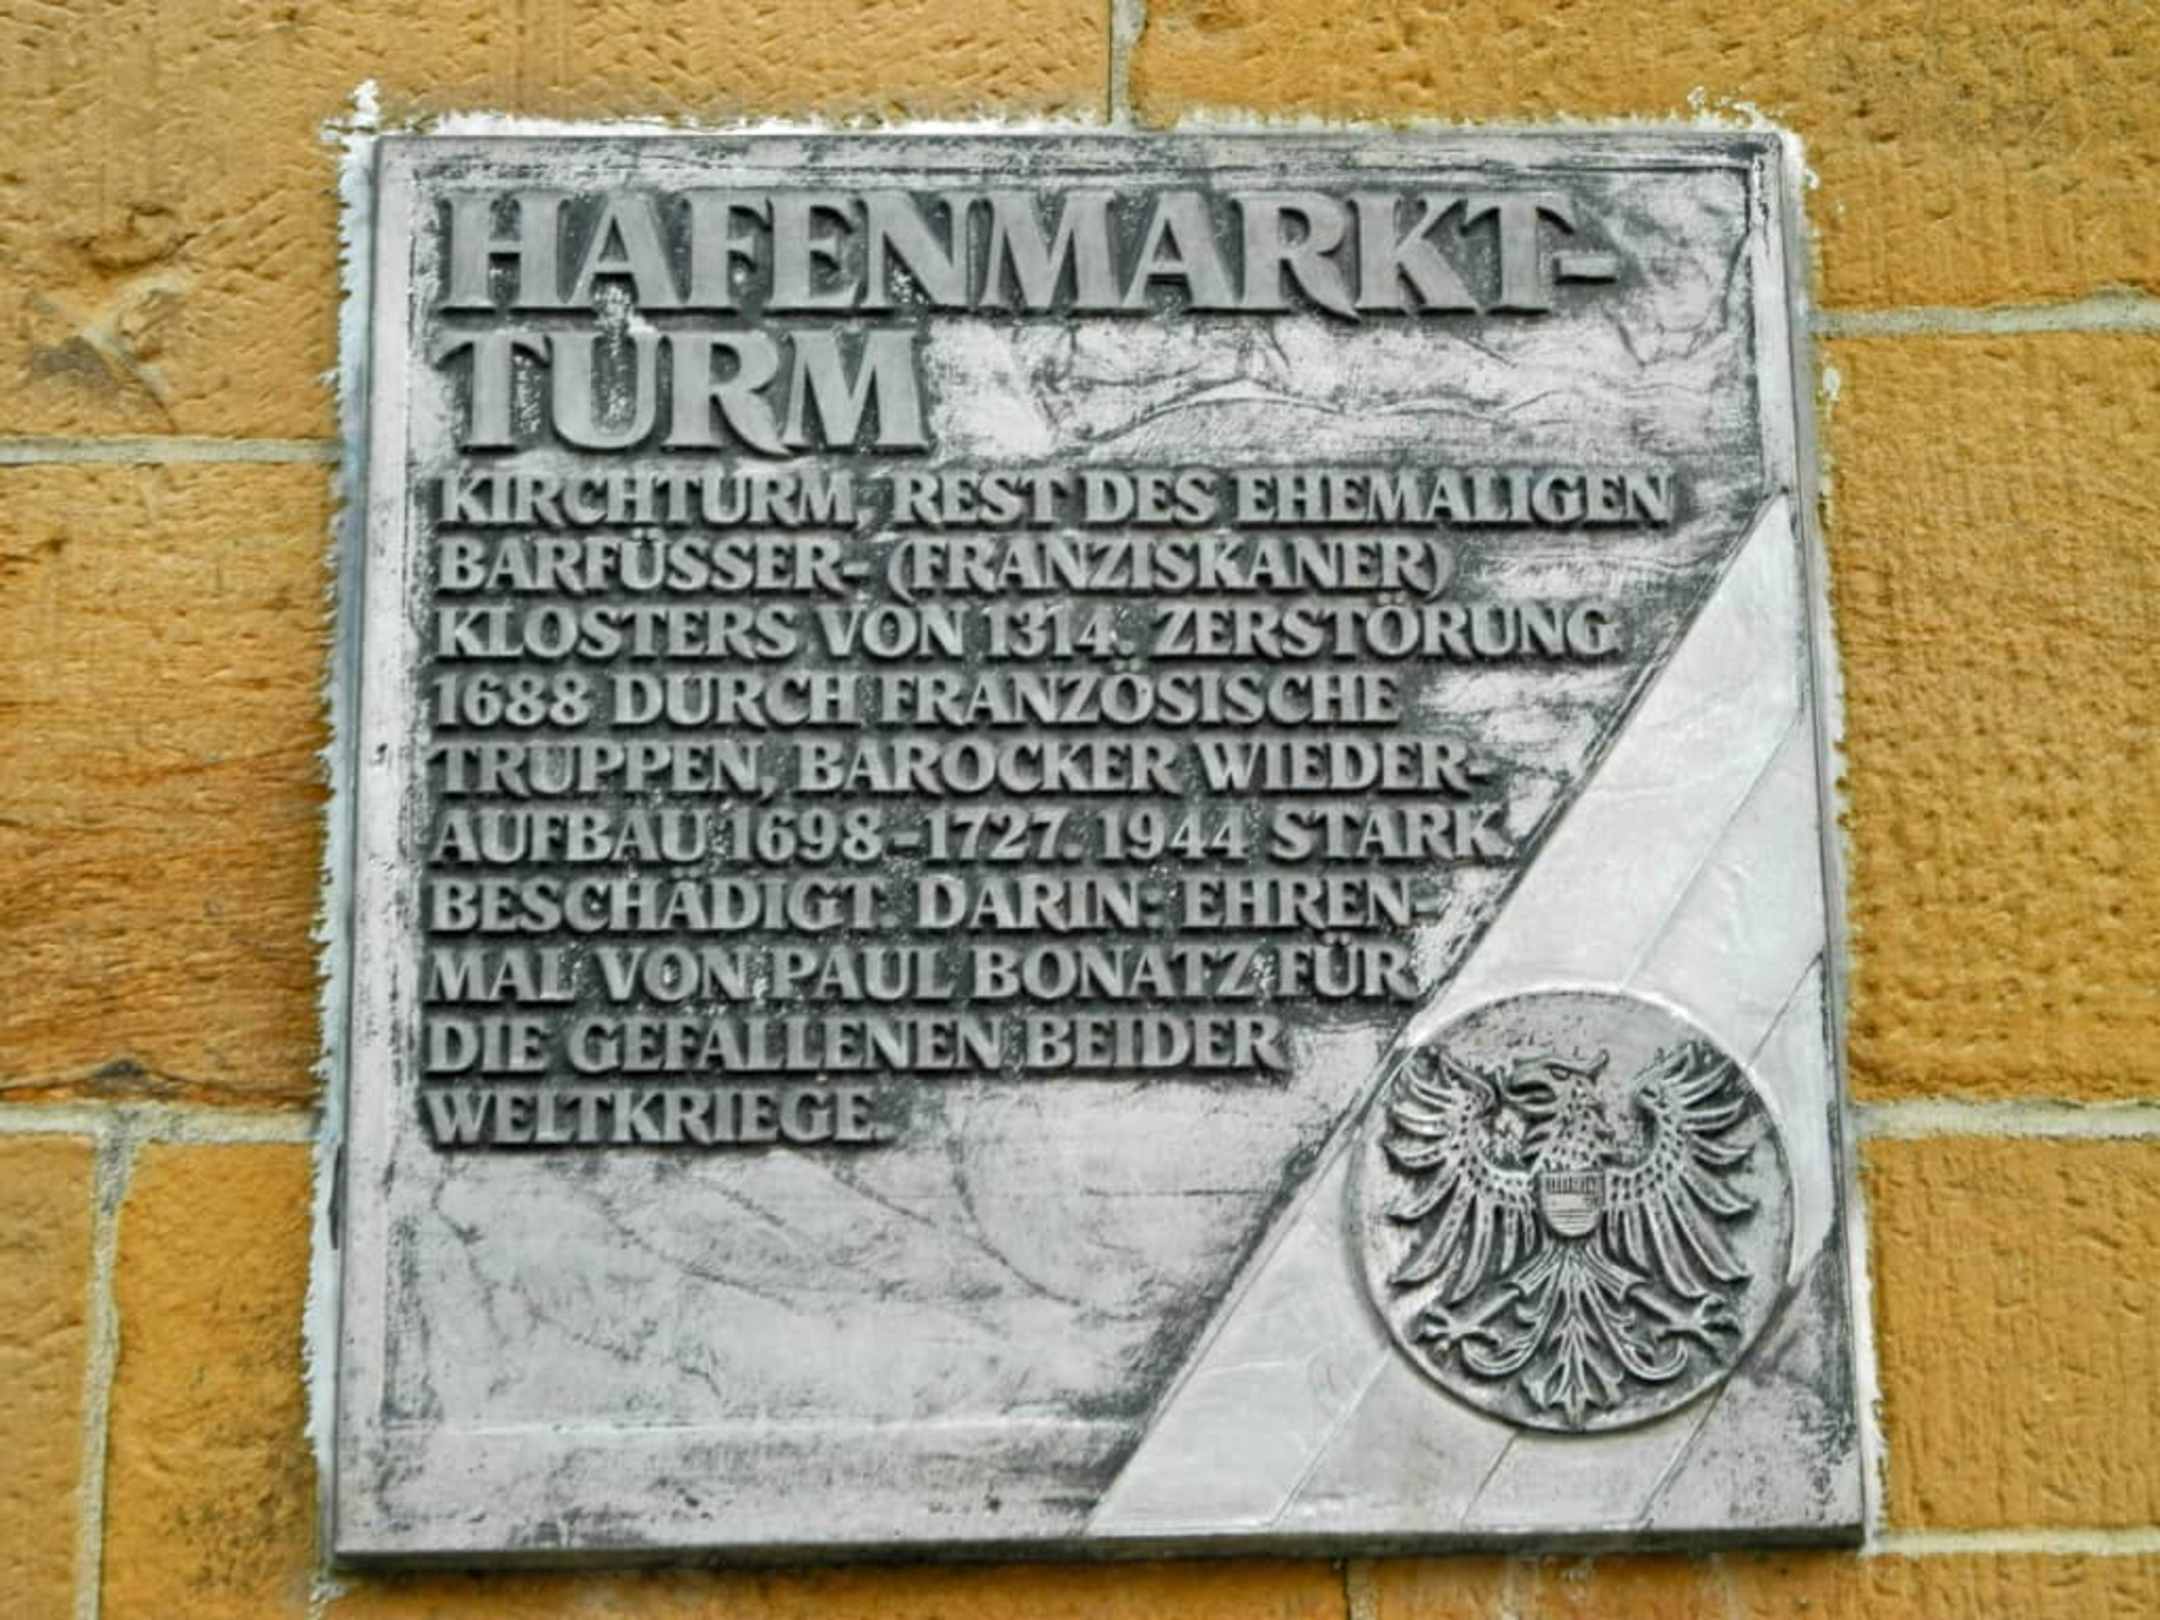 HAFENMARKT-
TURM
KIRCHTURM, REST DES EHEMALIGEN
BARFÜSSER- (FRANZISKANER)
KLOSTERS VON 1314. ZERSTÖRUNG
1688 DURCH FRANZÖSISCHE
TRUPPEN, BAROCKER WIEDER-
AUFBAU 1698-1727. 1944 STARK
BESCHÄDIGT. DARIN: EHREN-
MAL VON PAUL BONATZ FÜR
DIE GEFALLENEN BEIDER
WELTKRIEGE.